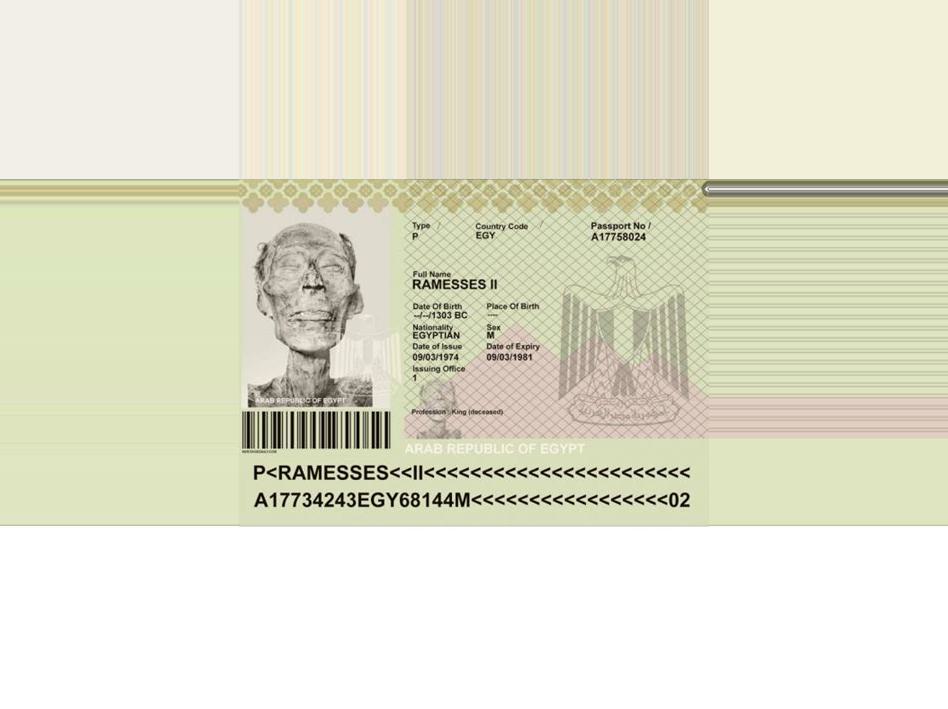 Type / Country Code / Passport No /
P EGY A17758024
Full Name
RAMESSES II
Date Of Birth Place Of Birth
--/--/1303 BC ----
Nationality Sex
EGYPTIAN M
Date of Issue Date of Expiry
09/03/1974 09/03/1981
Issuing Office
1
ARAB REPUBLIC OF EGYPT
Profession : King (deceased)
ARAB REPUBLIC OF EGYPT
P<RAMESSES<<II<<<<<<<<<<<<<<<<<<<<<<<
A17734243EGY68144M<<<<<<<<<<<<<<<<<02